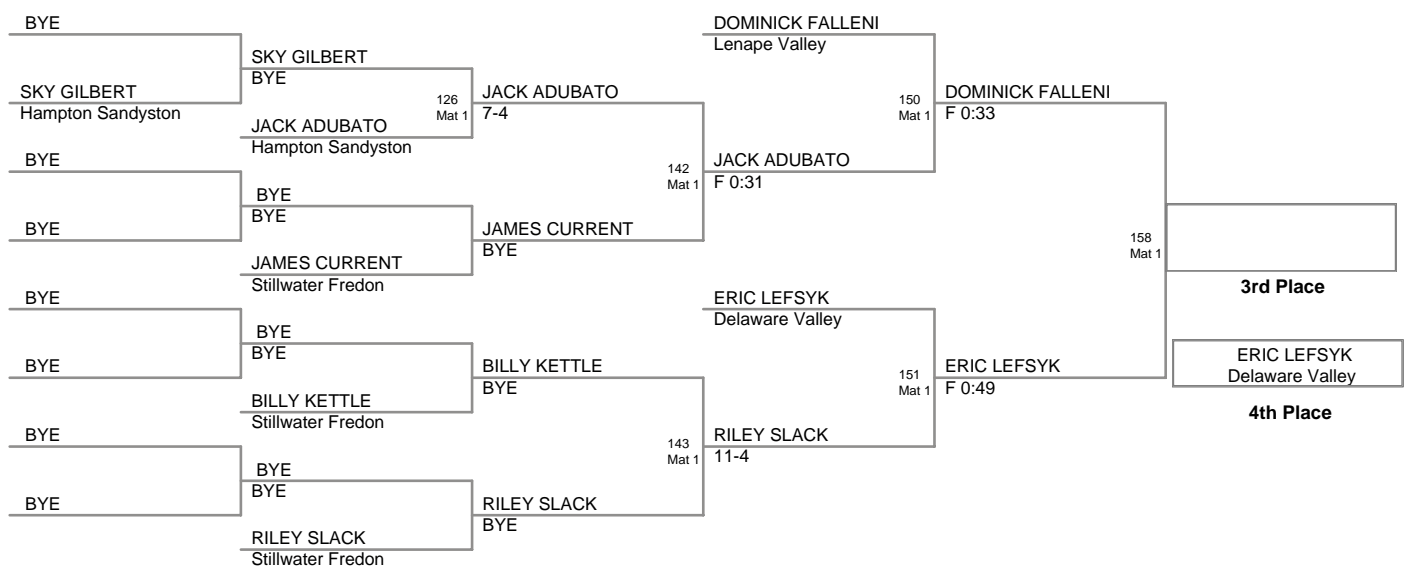 BYE
DOMINICK FALLENI
Lenape Valley
SKY GILBERT
BYE
SKY GILBERT
Hampton Sandyston
126
Mat 1
JACK ADUBATO
7-4
150
Mat 1
DOMINICK FALLENI
F 0:33
JACK ADUBATO
Hampton Sandyston
BYE
142
Mat 1
JACK ADUBATO
F 0:31
BYE
BYE
BYE
JAMES CURRENT
BYE
158
Mat 1
JAMES CURRENT
Stillwater Fredon
3rd Place
BYE
ERIC LEFSYK
Delaware Valley
BYE
BYE
BYE
BILLY KETTLE
BYE
151
Mat 1
ERIC LEFSYK
F 0:49
ERIC LEFSYK
Delaware Valley
4th Place
BILLY KETTLE
Stillwater Fredon
BYE
143
Mat 1
RILEY SLACK
11-4
BYE
BYE
BYE
RILEY SLACK
BYE
RILEY SLACK
Stillwater Fredon